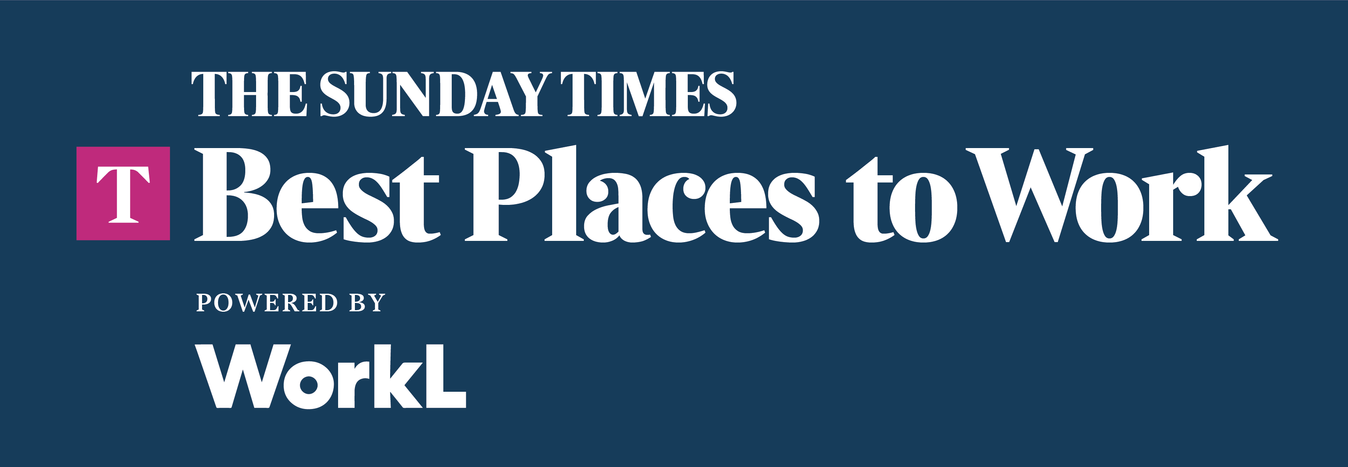 THE SUNDAY TIMES
T Best Places to Work
POWERED BY
WorkL